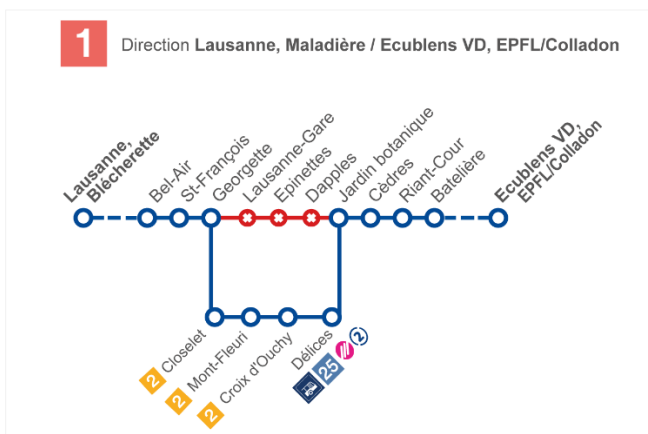 1 Direction Lausanne, Maladière / Ecublens VD, EPFL/Colladon
Lausanne,
Blécherette
Bel-Air
St-François
Georgette
Lausanne-Gare
Epinettes
Dapples
Jardin botanique
Cèdres
Riant-Cour
Batelière
Ecublens VD,
EPFL/Colladon
2 Closelet
2 Mont-Fleuri
2 Croix d'Ouchy
25 2 Délices